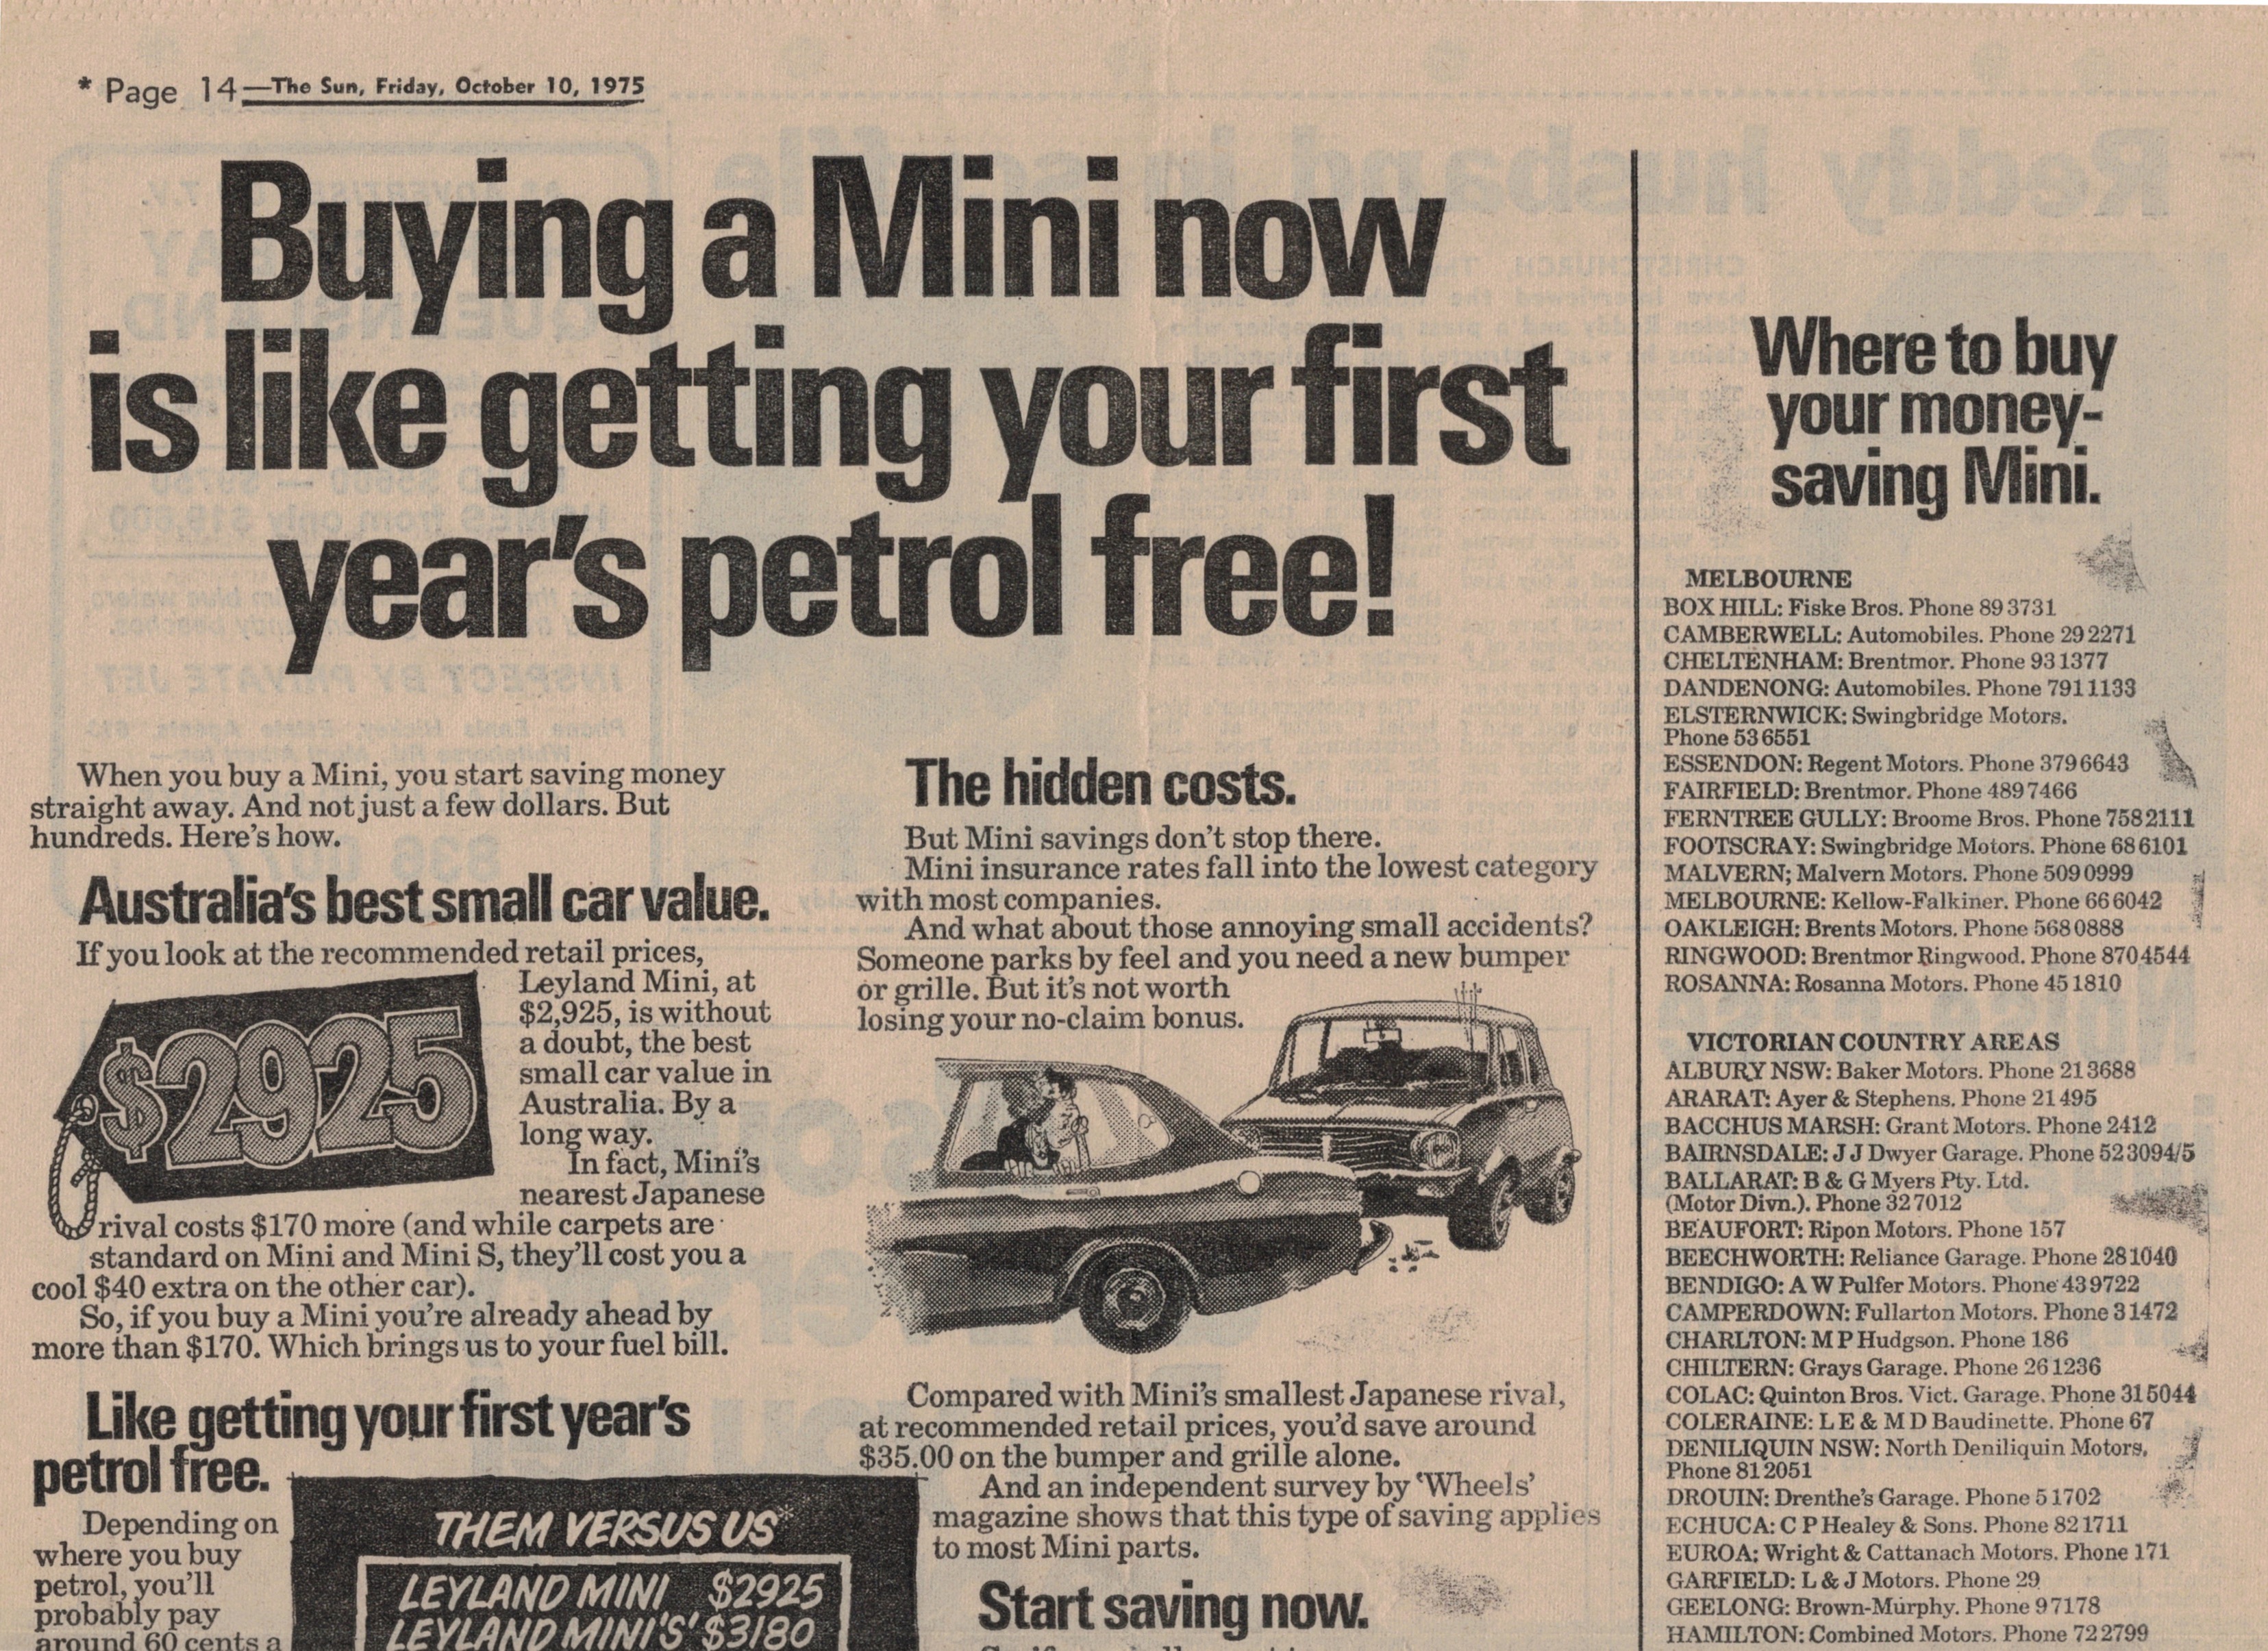 * Page 14—The Sun, Friday, October 10, 1975
Buying a Mini now
is like getting your first
year's petrol free!
When you buy a Mini, you start saving money
straight away. And not just a few dollars. But
hundreds. Here's how.
Australia's best small car value.
If you look at the recommended retail prices,
Leyland Mini, at
$2,925, is without
a doubt, the best
small car value in
Australia. By a
long way.
In fact, Mini's
nearest Japanese
rival costs $170 more (and while carpets are
standard on Mini and Mini S, they'll cost you a
cool $40 extra on the other car).
So, if you buy a Mini you're already ahead by
more than $170. Which brings us to your fuel bill.
$2925
Like getting your first year's
petrol free.
Depending on
where you buy
petrol, you'll
probably pay
around 60 cents a
THEM VERSUS US*
LEYLAND MINI $2925
LEYLAND MINI 'S' $3180
The hidden costs.
But Mini savings don't stop there.
Mini insurance rates fall into the lowest category
with most companies.
And what about those annoying small accidents?
Someone parks by feel and you need a new bumper
or grille. But it's not worth
losing your no-claim bonus.
Compared with Mini's smallest Japanese rival,
at recommended retail prices, you'd save around
$35.00 on the bumper and grille alone.
And an independent survey by 'Wheels'
magazine shows that this type of saving applies
to most Mini parts.
Start saving now.
Where to buy
your money-
saving Mini.
MELBOURNE
BOX HILL: Fiske Bros. Phone 89 3731
CAMBERWELL: Automobiles. Phone 29 2271
CHELTENHAM: Brentmor. Phone 93 1377
DANDENONG: Automobiles. Phone 791 1133
ELSTERNWICK: Swingbridge Motors.
Phone 53 6551
ESSENDON: Regent Motors. Phone 379 6643
FAIRFIELD: Brentmor. Phone 489 7466
FERNTREE GULLY: Broome Bros. Phone 758 2111
FOOTSCRAY: Swingbridge Motors. Phone 68 6101
MALVERN; Malvern Motors. Phone 509 0999
MELBOURNE: Kellow-Falkiner. Phone 66 6042
OAKLEIGH: Brents Motors. Phone 568 0888
RINGWOOD: Brentmor Ringwood. Phone 870 4544
ROSANNA: Rosanna Motors. Phone 45 1810
VICTORIAN COUNTRY AREAS
ALBURY NSW: Baker Motors. Phone 21 3688
ARARAT: Ayer & Stephens. Phone 21 495
BACCHUS MARSH: Grant Motors. Phone 2412
BAIRNSDALE: J J Dwyer Garage. Phone 52 3094/5
BALLARAT: B & G Myers Pty. Ltd.
(Motor Divn.). Phone 32 7012
BEAUFORT: Ripon Motors. Phone 157
BEECHWORTH: Reliance Garage. Phone 28 1040
BENDIGO: A W Pulfer Motors. Phone 43 9722
CAMPERDOWN: Fullarton Motors. Phone 3 1472
CHARLTON: M P Hudgson. Phone 186
CHILTERN: Grays Garage. Phone 26 1236
COLAC: Quinton Bros. Vict. Garage. Phone 31 5044
COLERAINE: L E & M D Baudinette. Phone 67
DENILIQUIN NSW: North Deniliquin Motors,
Phone 81 2051
DROUIN: Drenthe's Garage. Phone 5 1702
ECHUCA: C P Healey & Sons. Phone 82 1711
EUROA: Wright & Cattanach Motors. Phone 171
GARFIELD: L & J Motors. Phone 29
GEELONG: Brown-Murphy. Phone 9 7178
HAMILTON: Combined Motors. Phone 72 2799